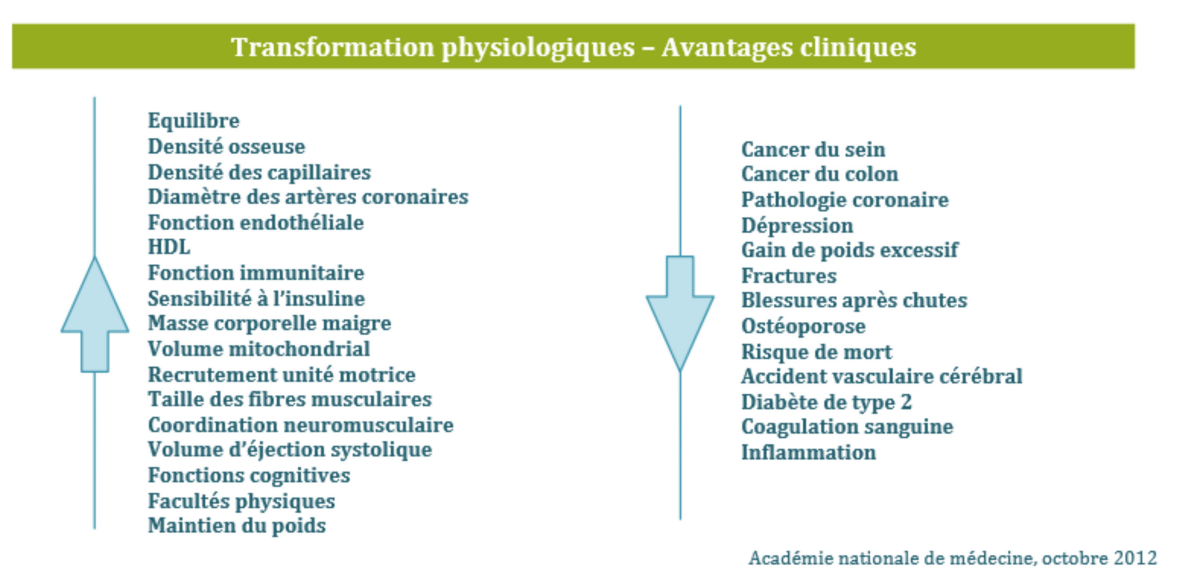 Transformation physiologiques – Avantages cliniques
Equilibre
Densité osseuse
Densité des capillaires
Diamètre des artères coronaires
Fonction endothéliale
HDL
Fonction immunitaire
Sensibilité à l'insuline
Masse corporelle maigre
Volume mitochondrial
Recrutement unité motrice
Taille des fibres musculaires
Coordination neuromusculaire
Volume d'éjection systolique
Fonctions cognitives
Facultés physiques
Maintien du poids
Cancer du sein
Cancer du colon
Pathologie coronaire
Dépression
Gain de poids excessif
Fractures
Blessures après chutes
Ostéoporose
Risque de mort
Accident vasculaire cérébral
Diabète de type 2
Coagulation sanguine
Inflammation
Académie nationale de médecine, octobre 2012